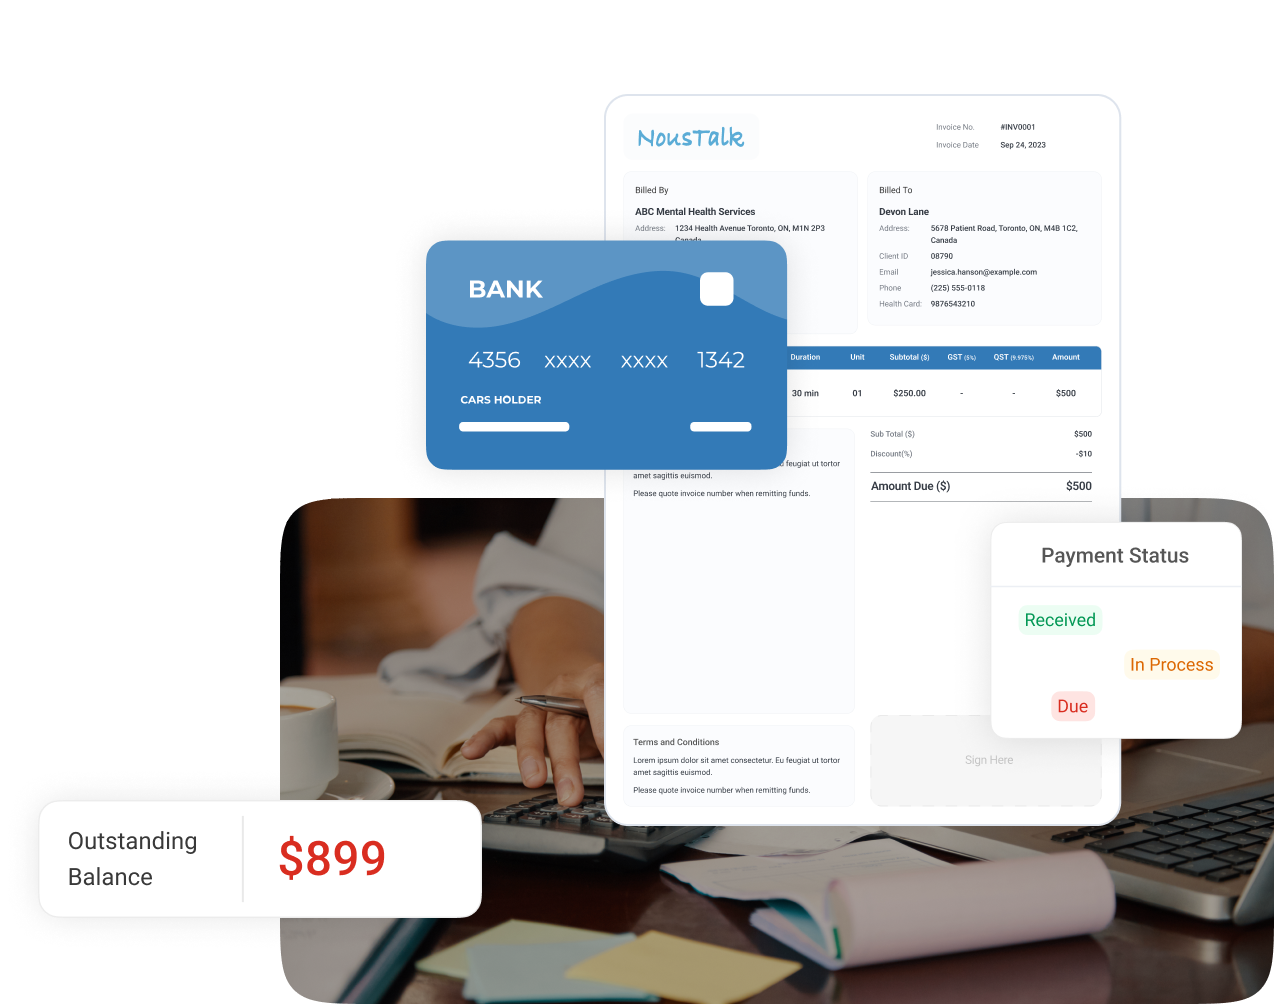 NousTalk
Invoice No. #INV0001
Invoice Date Sep 24, 2023
Billed By
ABC Mental Health Services
Address: 1234 Health Avenue Toronto, ON, M1N 2P3
Canada
Billed To
Devon Lane
Address: 5678 Patient Road, Toronto, ON, M4B 1C2,
Canada
Client ID 08790
Email jessica.hanson@example.com
Phone (225) 555-0118
Health Card: 9876543210
BANK
4356 xxxx xxxx 1342
CARS HOLDER
Duration Unit Subtotal ($) GST (5%) QST (9.975%) Amount
30 min 01 $250.00 - - $500
Sub Total ($) $500
Discount(%) -$10
Amount Due ($) $500
feugiat ut tortor
amet sagittis euismod.
Please quote invoice number when remitting funds.
Payment Status
Received
In Process
Due
Terms and Conditions
Lorem ipsum dolor sit amet consectetur. Eu feugiat ut tortor
amet sagittis euismod.
Please quote invoice number when remitting funds.
Sign Here
Outstanding
Balance
$899